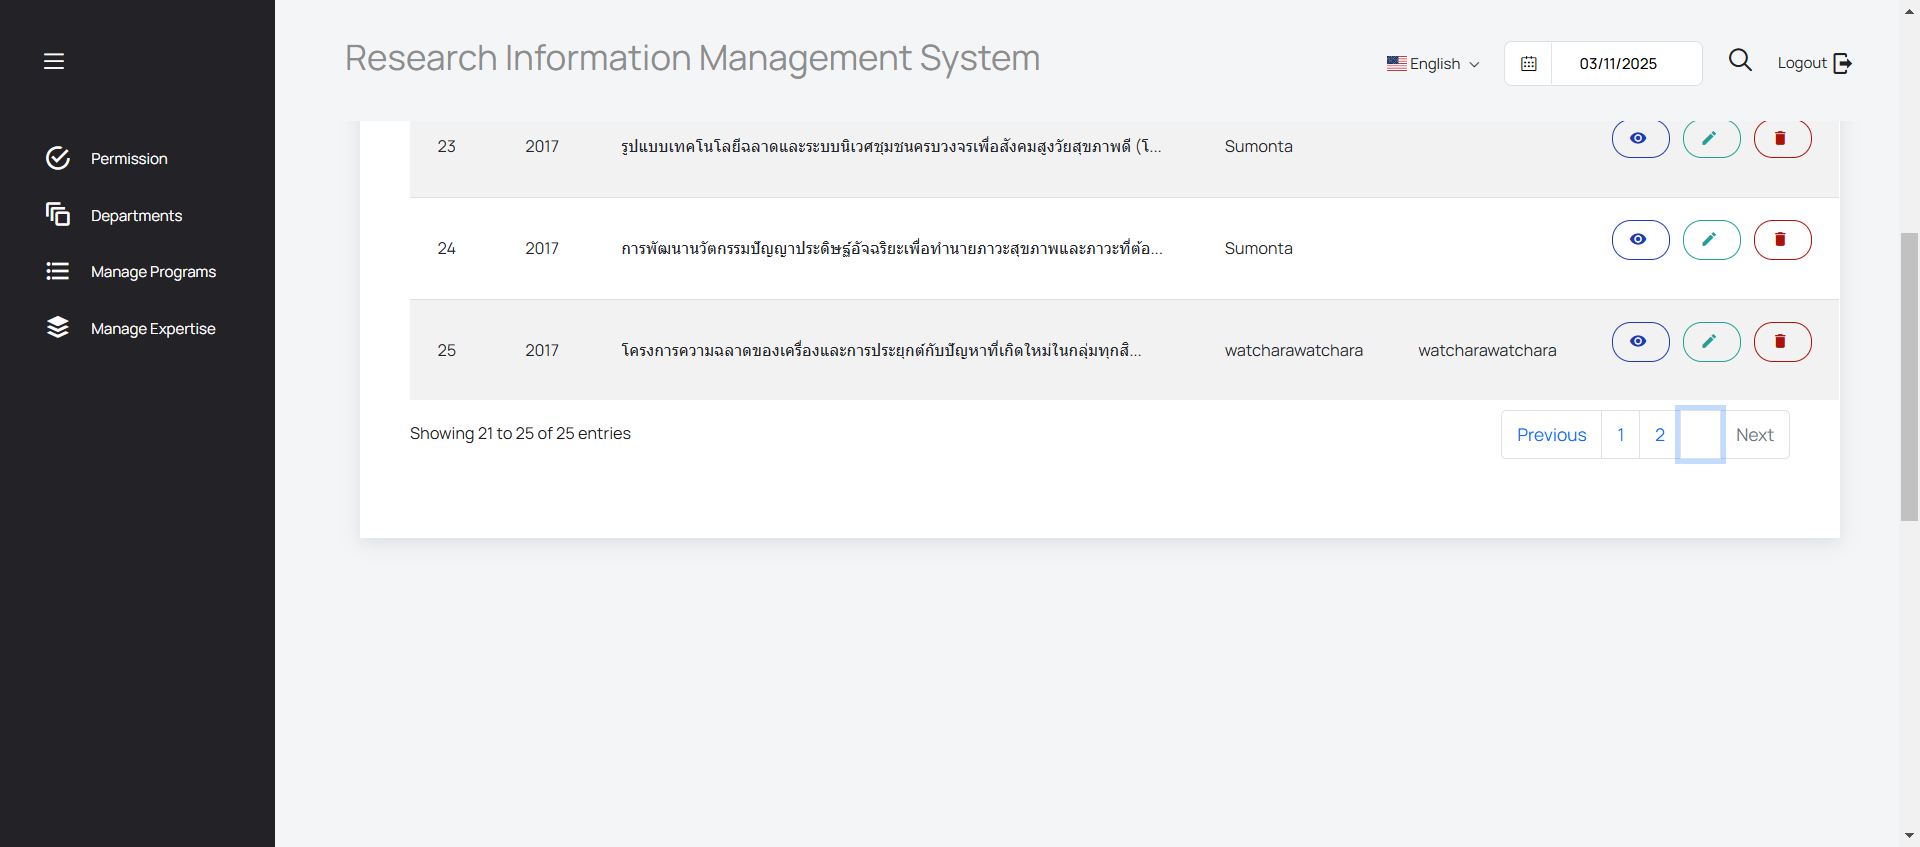 Research Information Management System
English
03/11/2025
Logout
Permission
Departments
Manage Programs
Manage Expertise
23 2017 รูปแบบเทคโนโลยีฉลาดและระบบนิเวศชุมชนครบวงจรเพื่อสังคมสูงวัยสุขภาพดี (โ... Sumonta
24 2017 การพัฒนานวัตกรรมปัญญาประดิษฐ์อัจฉริยะเพื่อทำนายภาวะสุขภาพและภาวะที่ต้อ... Sumonta
25 2017 โครงการความฉลาดของเครื่องและการประยุกต์กับปัญหาที่เกิดใหม่ในกลุ่มทุกสิ... watcharawatchara watcharawatchara
Showing 21 to 25 of 25 entries
Previous 1 2 Next